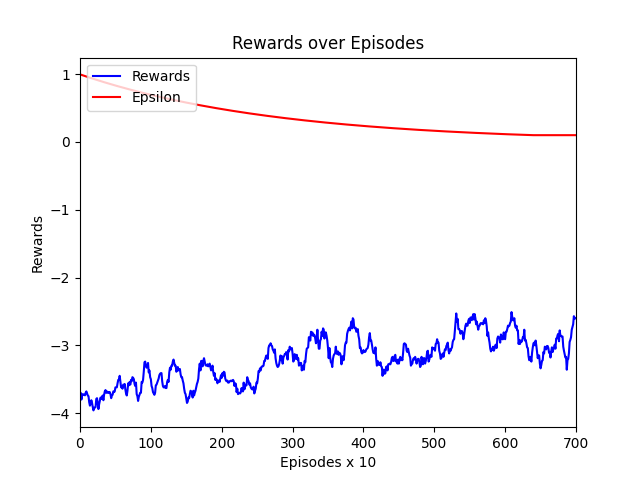 Rewards over Episodes
Rewards
Epsilon
1
0
−1
−2
−3
−4
Rewards
0 100 200 300 400 500 600 700
Episodes x 10